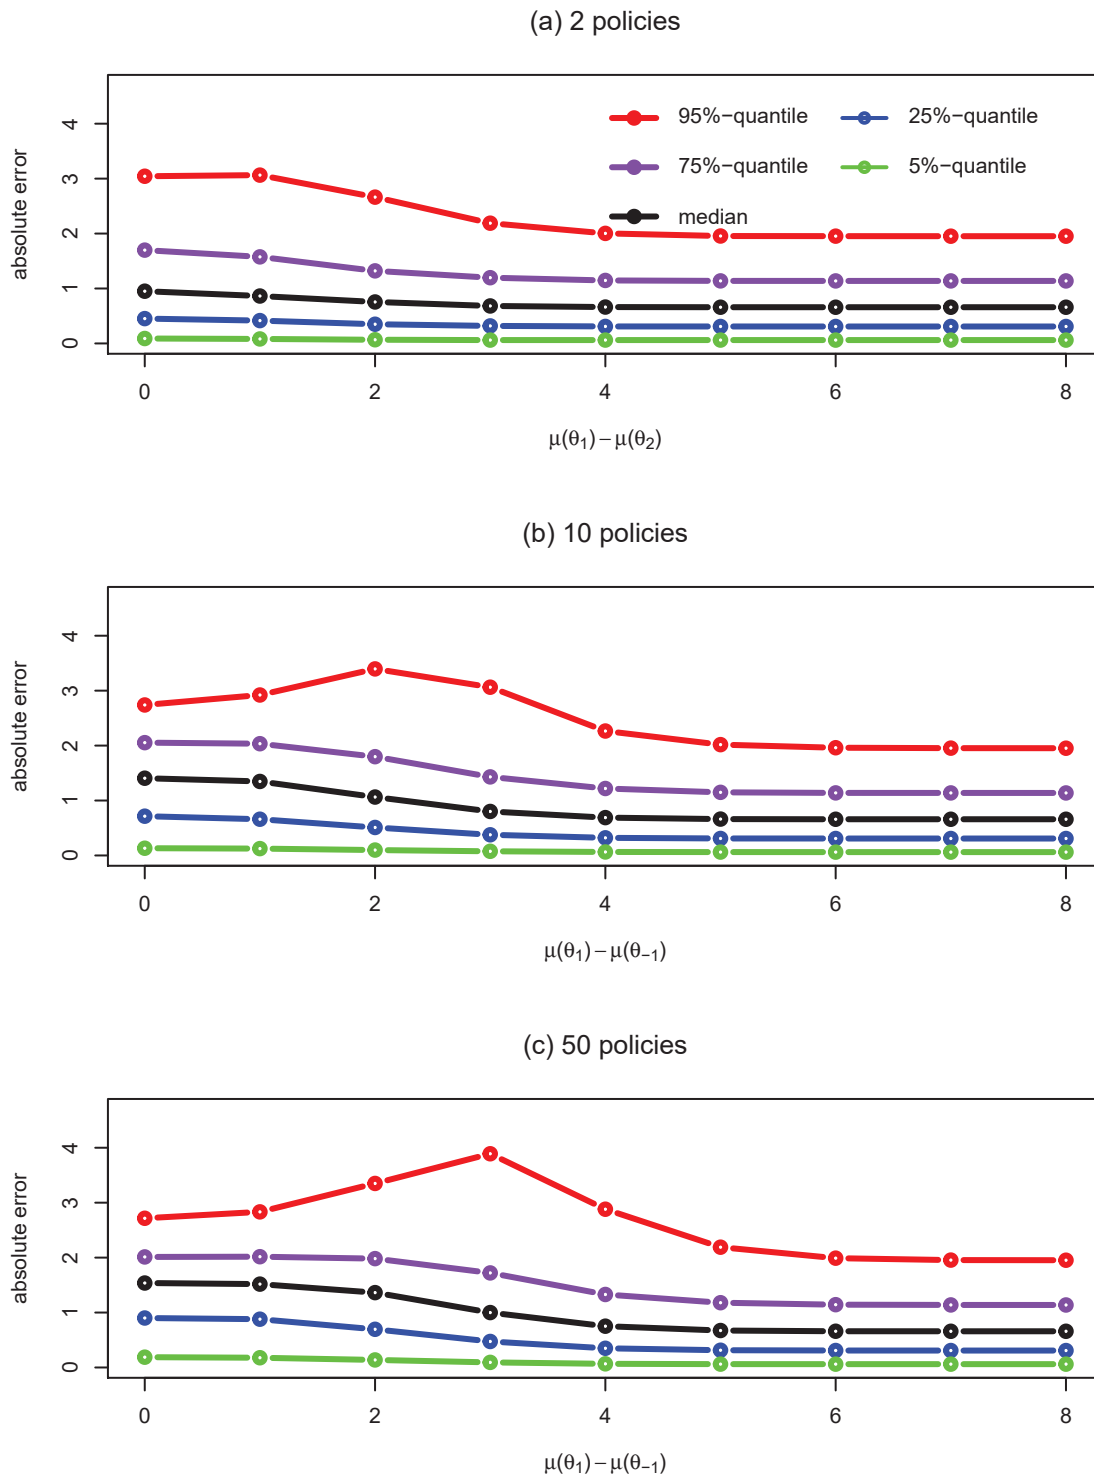 (a) 2 policies
absolute error
4
3
2
1
0
95%−quantile
25%−quantile
75%−quantile
5%−quantile
median
0 2 4 6 8
μ(θ₁)−μ(θ₂)
(b) 10 policies
absolute error
4
3
2
1
0
0 2 4 6 8
μ(θ₁)−μ(θ₋₁)
(c) 50 policies
absolute error
4
3
2
1
0
0 2 4 6 8
μ(θ₁)−μ(θ₋₁)